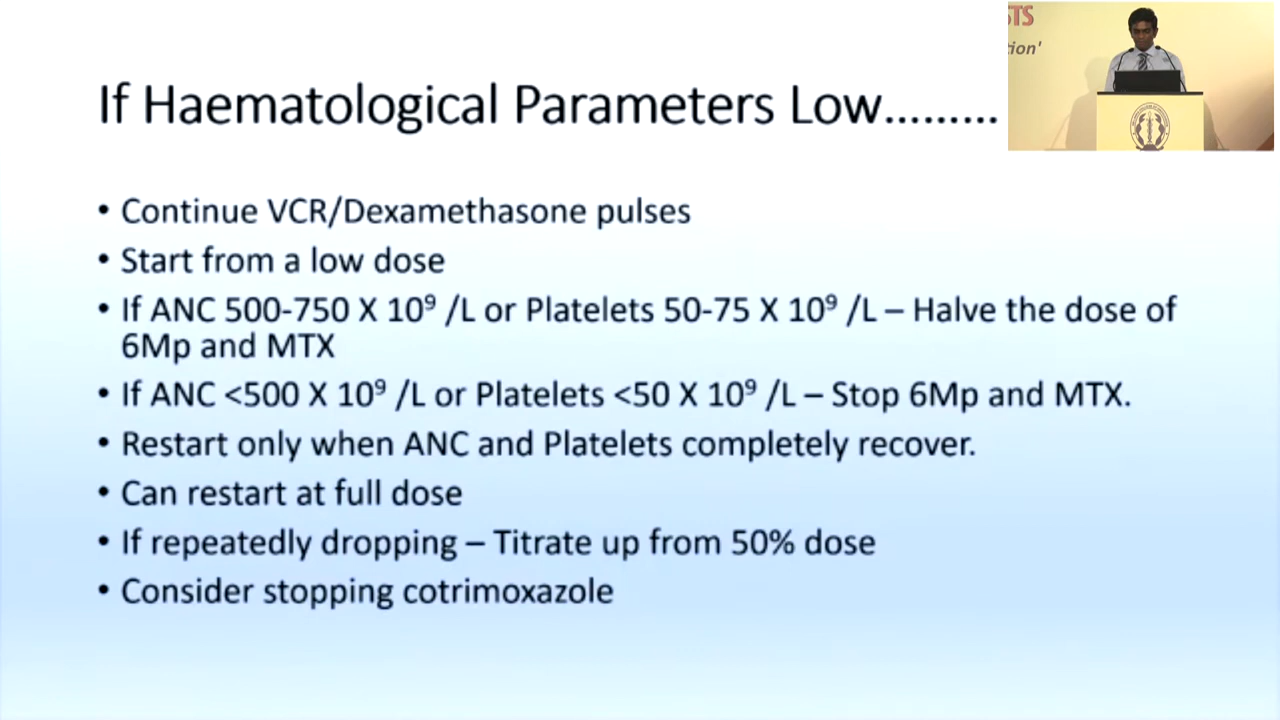 If Haematological Parameters Low.........
STS
tion'
• Continue VCR/Dexamethasone pulses
• Start from a low dose
• If ANC 500-750 X 10⁹ /L or Platelets 50-75 X 10⁹ /L – Halve the dose of
6Mp and MTX
• If ANC <500 X 10⁹ /L or Platelets <50 X 10⁹ /L – Stop 6Mp and MTX.
• Restart only when ANC and Platelets completely recover.
• Can restart at full dose
• If repeatedly dropping – Titrate up from 50% dose
• Consider stopping cotrimoxazole